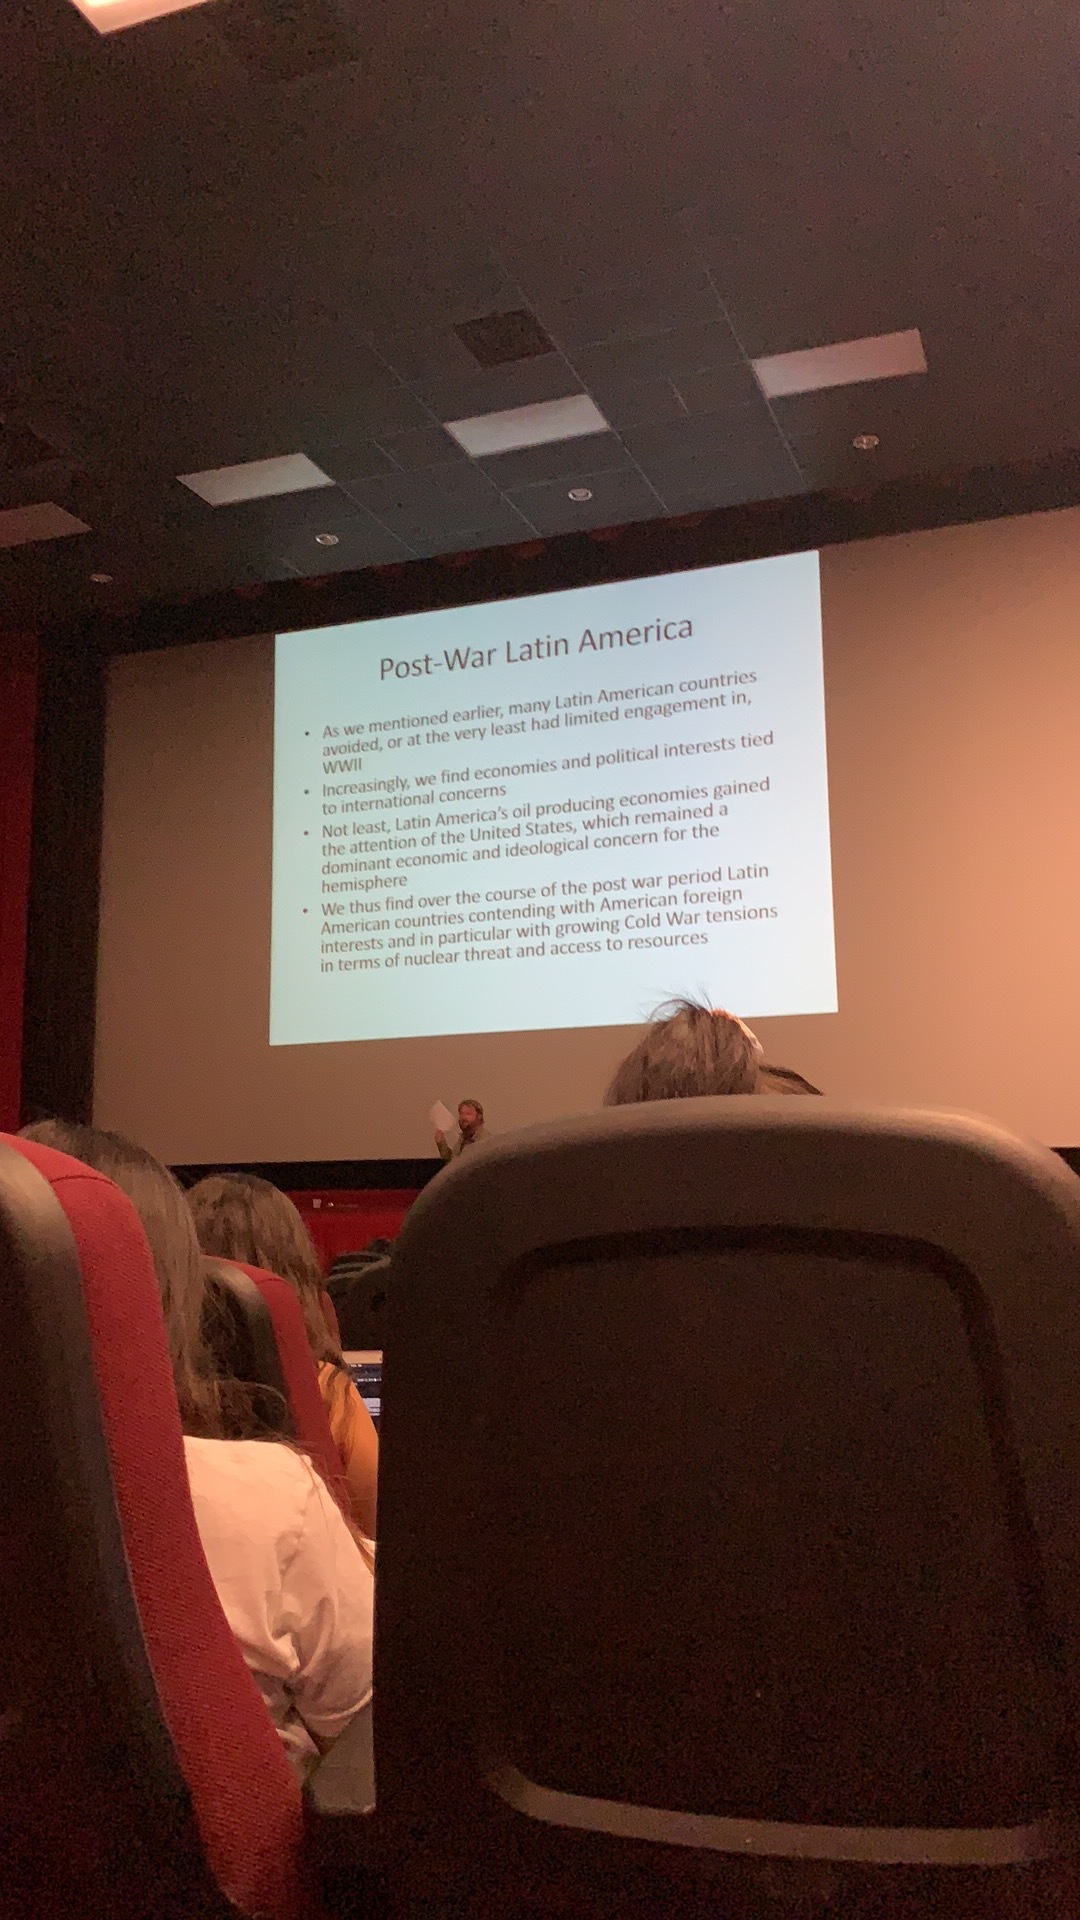 Post-War Latin America
• As we mentioned earlier, many Latin American countries
avoided, or at the very least had limited engagement in,
WWII
• Increasingly, we find economies and political interests tied
to international concerns
• Not least, Latin America's oil producing economies gained
the attention of the United States, which remained a
dominant economic and ideological concern for the
hemisphere
• We thus find over the course of the post war period Latin
American countries contending with American foreign
interests and in particular with growing Cold War tensions
in terms of nuclear threat and access to resources